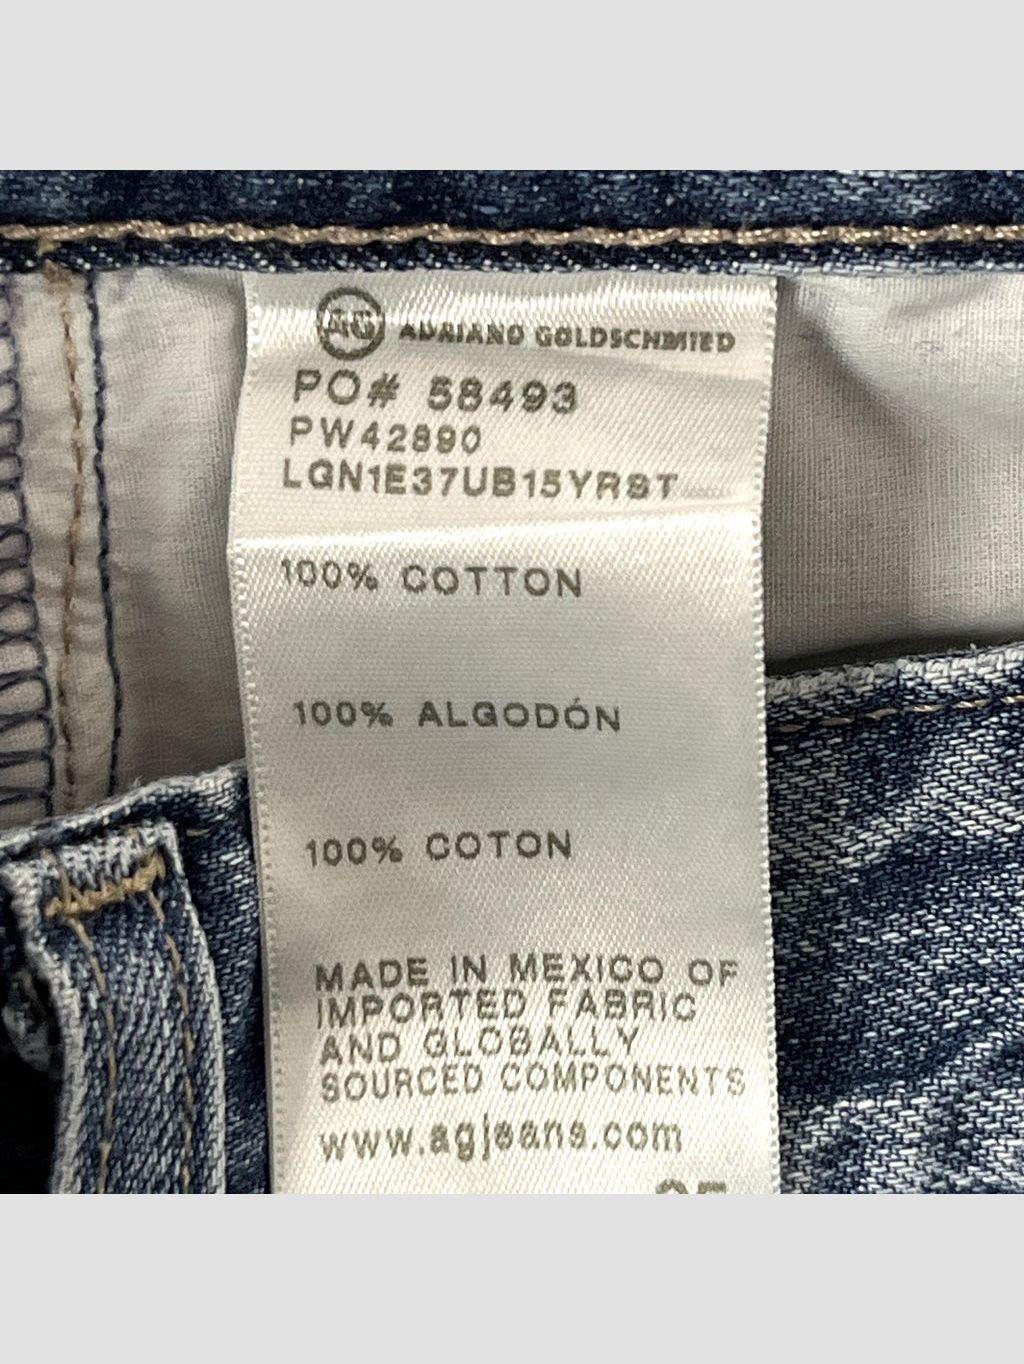 AG ADRIANO GOLDSCHMIED
PO# 58493
PW42890
LGN1E37UB15YRST
100% COTTON
100% ALGODÓN
100% COTON
MADE IN MEXICO OF
IMPORTED FABRIC
AND GLOBALLY
SOURCED COMPONENTS
www.agjeans.com